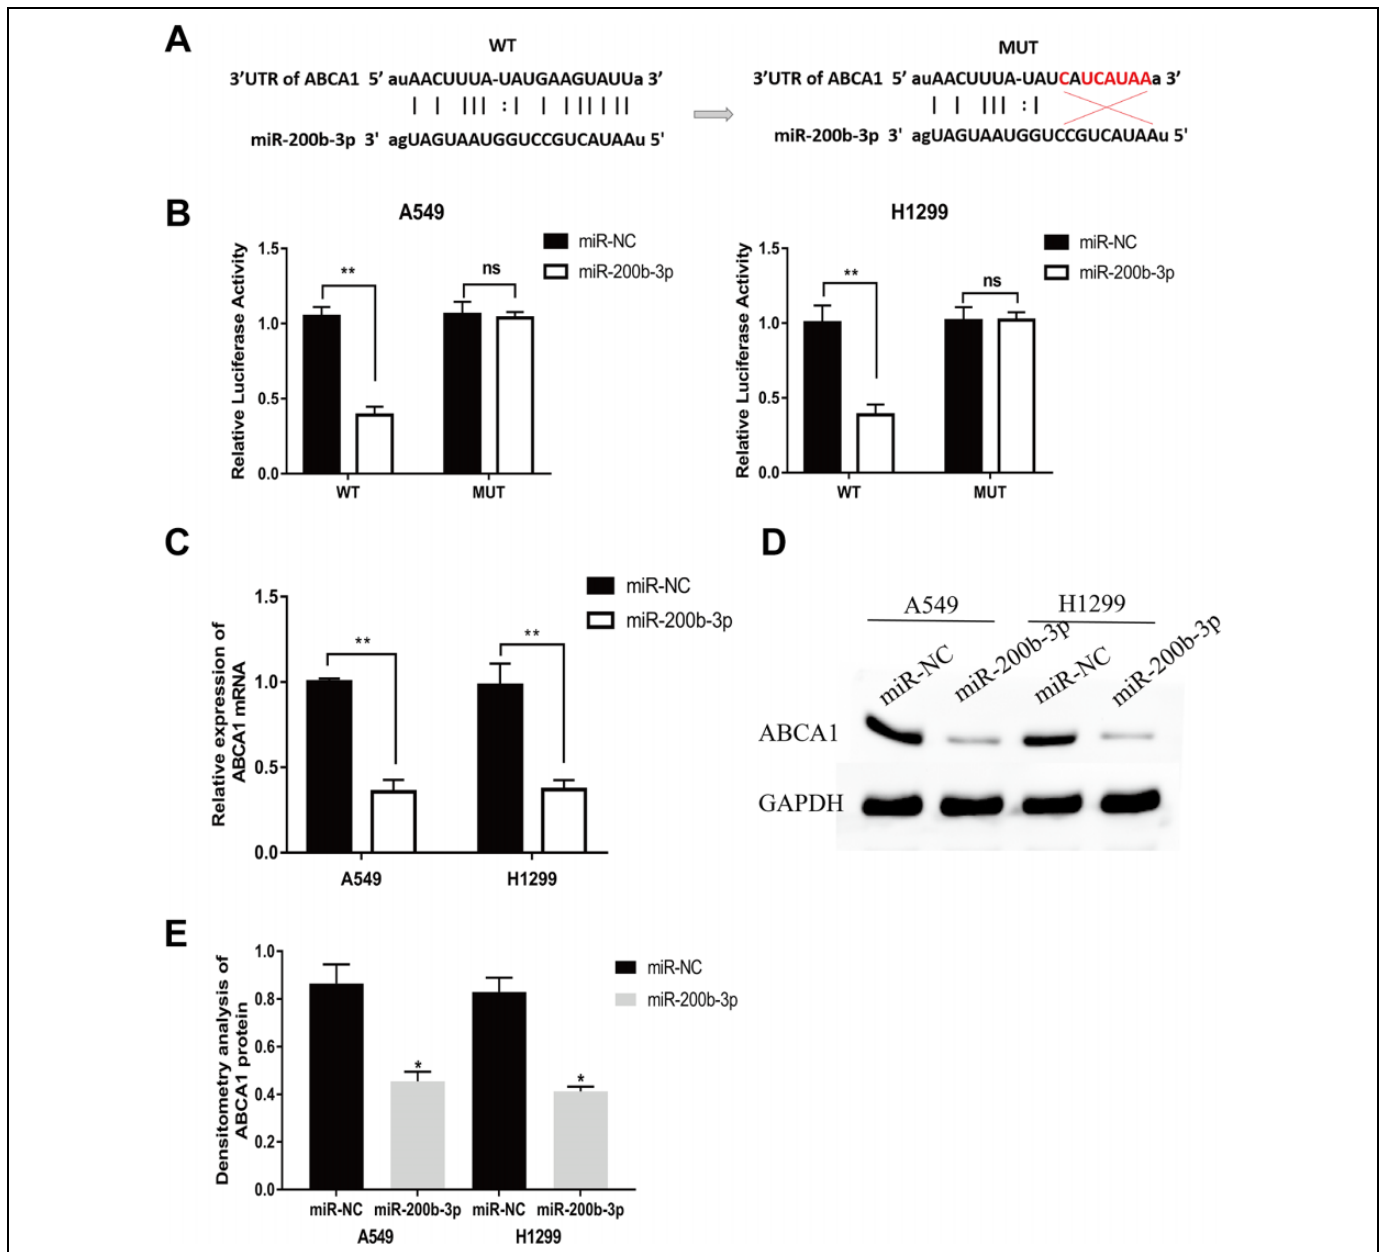 A
WT
3'UTR of ABCA1 5' auAACUUUA-UAUGAAGUAUUa 3'
miR-200b-3p 3' agUAGUAAUGGUCCGUCAUAAu 5'
MUT
3'UTR of ABCA1 5' auAACUUUA-UAUCAUCAUAAa 3'
miR-200b-3p 3' agUAGUAAUGGUCCGUCAUAAu 5'
B
A549
miR-NC
miR-200b-3p
Relative Luciferase Activity
1.5
1.0
0.5
0.0
**
ns
WT
MUT
H1299
miR-NC
miR-200b-3p
Relative Luciferase Activity
1.5
1.0
0.5
0.0
**
ns
WT
MUT
C
miR-NC
miR-200b-3p
Relative expression of
ABCA1 mRNA
1.5
1.0
0.5
0.0
**
**
A549
H1299
D
A549
H1299
miR-NC
miR-200b-3p
miR-NC
miR-200b-3p
ABCA1
GAPDH
E
miR-NC
miR-200b-3p
Densitometry analysis of
ABCA1 protein
1.0
0.8
0.6
0.4
0.2
0.0
*
*
miR-NC miR-200b-3p miR-NC miR-200b-3p
A549
H1299